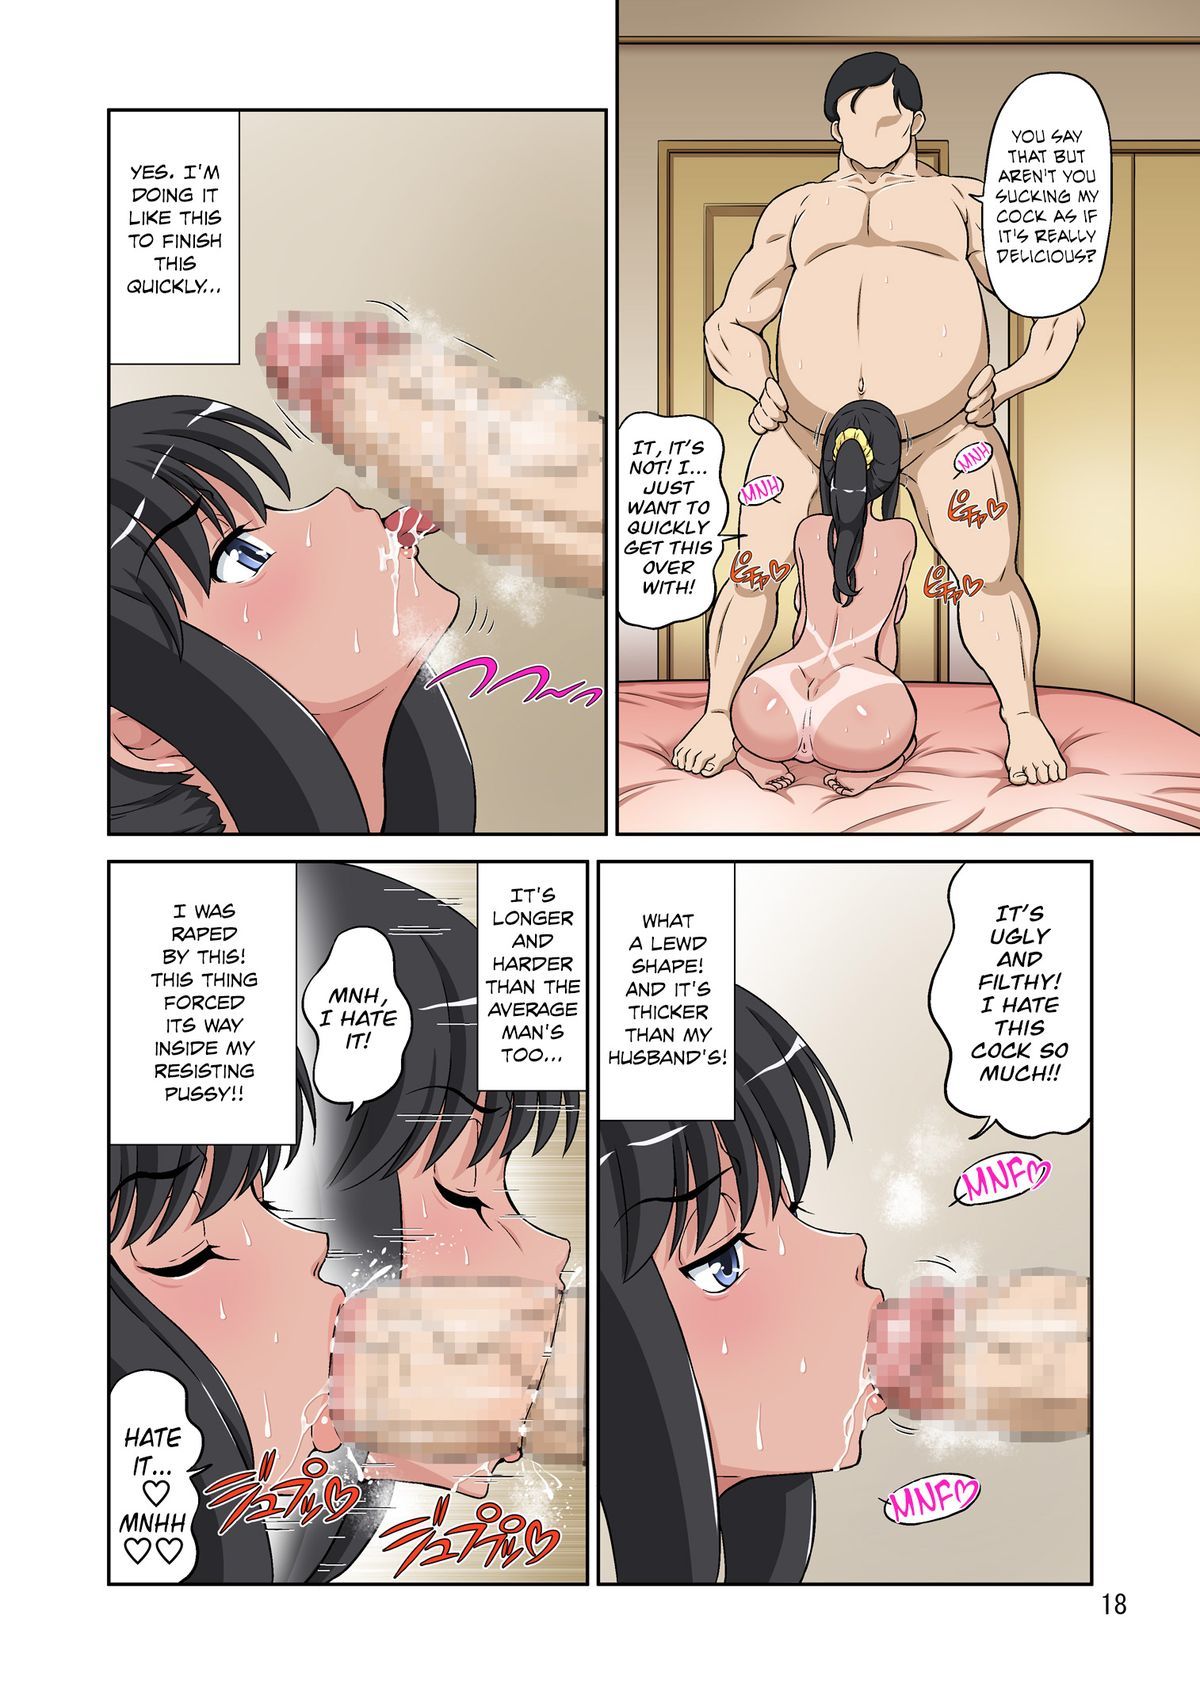 YOU SAY
THAT BUT
AREN'T YOU
SUCKING MY
COCK AS IF
IT'S REALLY
DELICIOUS?
MNH
ピチャ♡
IT, IT'S
NOT! I...
JUST
WANT TO
QUICKLY
GET THIS
OVER
WITH!
MNH
ピチャ♡
ピチャ♡
YES. I'M
DOING IT
LIKE THIS
TO FINISH
THIS
QUICKLY...
IT'S
UGLY
AND
FILTHY!
I HATE
THIS
COCK SO
MUCH!!
MNF♡
WHAT
A LEWD
SHAPE!
AND IT'S
THICKER
THAN MY
HUSBAND'S!
MNF♡
IT'S
LONGER
AND
HARDER
THAN THE
AVERAGE
MAN'S
TOO...
MNH,
I HATE
IT!
I WAS
RAPED
BY THIS!
THIS THING
FORCED
ITS WAY
INSIDE MY
RESISTING
PUSSY!!
HATE
IT...
♡
MNHH
♡♡
ジュプッ♡
ジュププッ♡
18